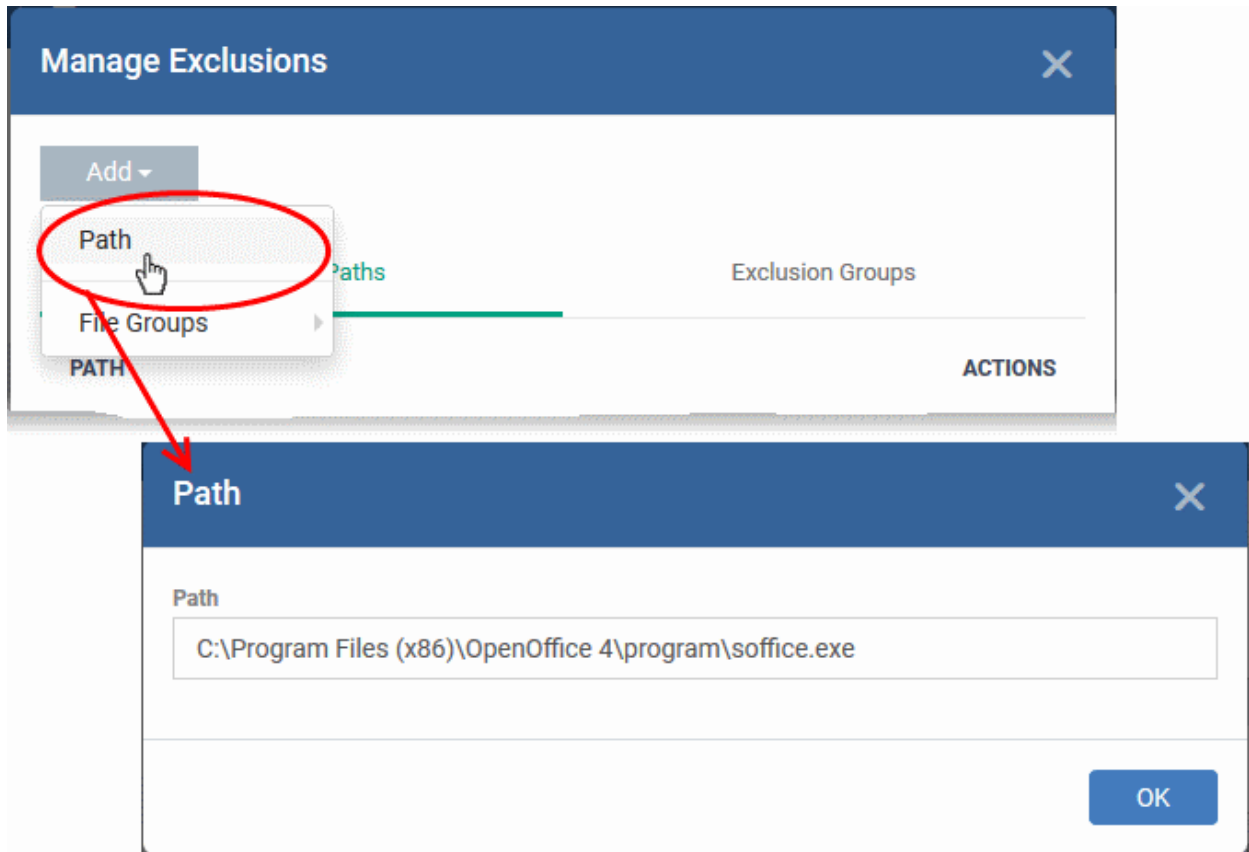 Manage Exclusions
Add
Path
Paths
Exclusion Groups
File Groups
PATH
ACTIONS
Path
Path
C:\Program Files (x86)\OpenOffice 4\program\soffice.exe
OK